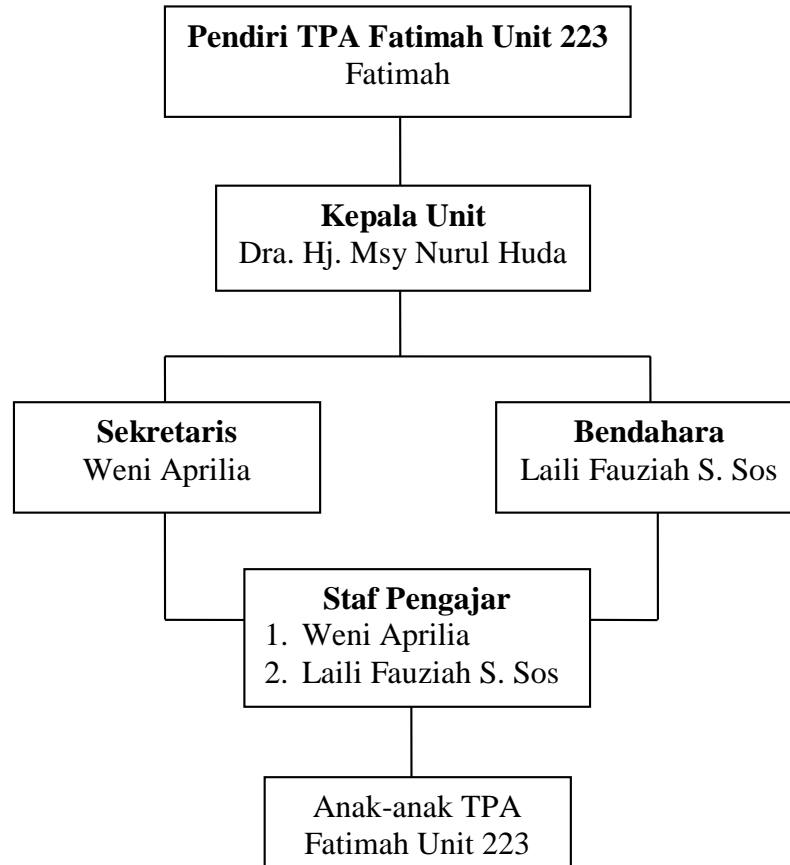 Pendiri TPA Fatimah Unit 223
Fatimah
Kepala Unit
Dra. Hj. Msy Nurul Huda
Sekretaris
Weni Aprilia
Bendahara
Laili Fauziah S. Sos
Staf Pengajar
1. Weni Aprilia
2. Laili Fauziah S. Sos
Anak-anak TPA
Fatimah Unit 223